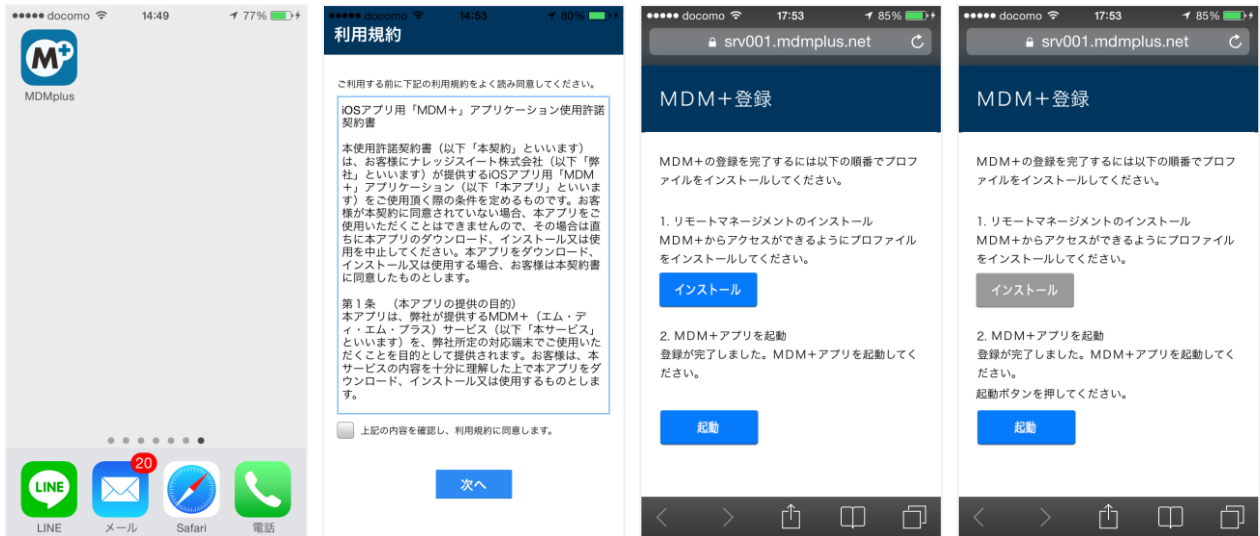 docomo 14:49 77%
M+
MDMplus
20
LINE
LINE メール Safari 電話
docomo 14:53 80%
利用規約
ご利用する前に下記の利用規約をよく読み同意してください。
iOSアプリ用「MDM+」アプリケーション使用許諾
契約書
本使用許諾契約書（以下「本契約」といいます）
は、お客様にナレッジスイート株式会社（以下「弊
社」といいます）が提供するiOSアプリ用「MDM
+」アプリケーション（以下「本アプリ」といいま
す）をご使用頂く際の条件を定めるものです。お客
様が本契約に同意されていない場合、本アプリをご
使用いただくことはできませんので、その場合は直
ちに本アプリのダウンロード、インストール又は使
用を中止してください。本アプリをダウンロード、
インストール又は使用する場合、お客様は本契約書
に同意したものとします。
第１条　（本アプリの提供の目的）
本アプリは、弊社が提供するMDM+（エム・デ
ィ・エム・プラス）サービス（以下「本サービス」
といいます）を、弊社所定の対応端末でご使用いた
だくことを目的として提供されます。お客様は、本
サービスの内容を十分に理解した上で本アプリをダ
ウンロード、インストール又は使用するものとしま
す。
上記の内容を確認し、利用規約に同意します。
次へ
docomo 17:53 85%
srv001.mdmplus.net
MDM+登録
MDM+の登録を完了するには以下の順番でプロフ
ァイルをインストールしてください。
1. リモートマネージメントのインストール
MDM+からアクセスができるようにプロファイル
をインストールしてください。
インストール
2. MDM+アプリを起動
登録が完了しました。MDM+アプリを起動してく
ださい。
起動
docomo 17:53 85%
srv001.mdmplus.net
MDM+登録
MDM+の登録を完了するには以下の順番でプロフ
ァイルをインストールしてください。
1. リモートマネージメントのインストール
MDM+からアクセスができるようにプロファイル
をインストールしてください。
インストール
2. MDM+アプリを起動
登録が完了しました。MDM+アプリを起動してく
ださい。
起動ボタンを押してください。
起動